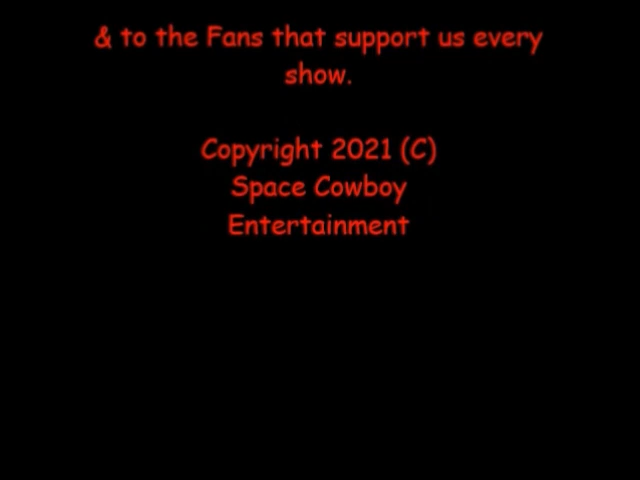 & to the Fans that support us every
show.
Copyright 2021 (C)
Space Cowboy
Entertainment